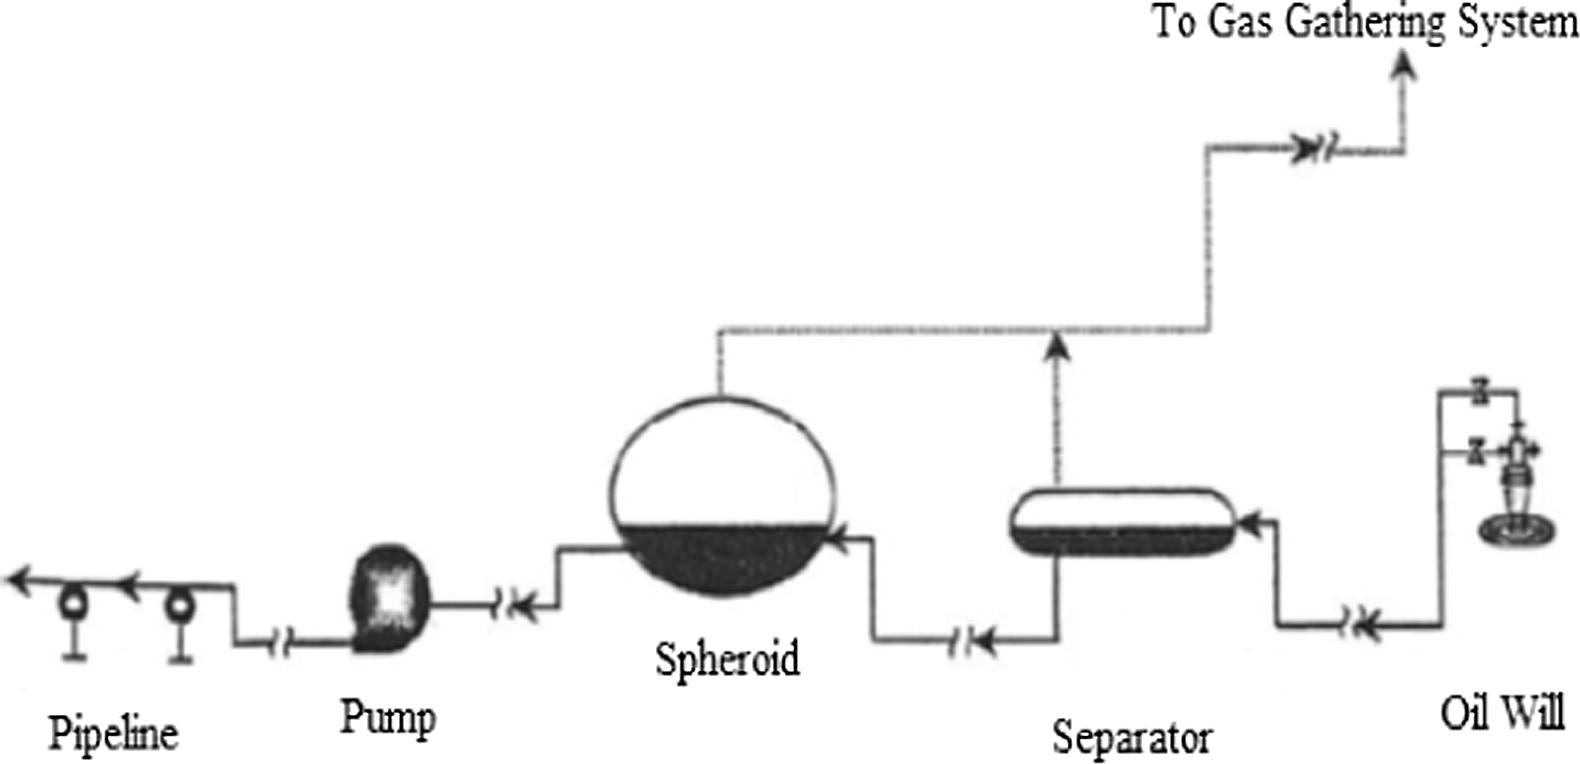 To Gas Gathering System
Spheroid
Pump
Pipeline
Separator
Oil Will